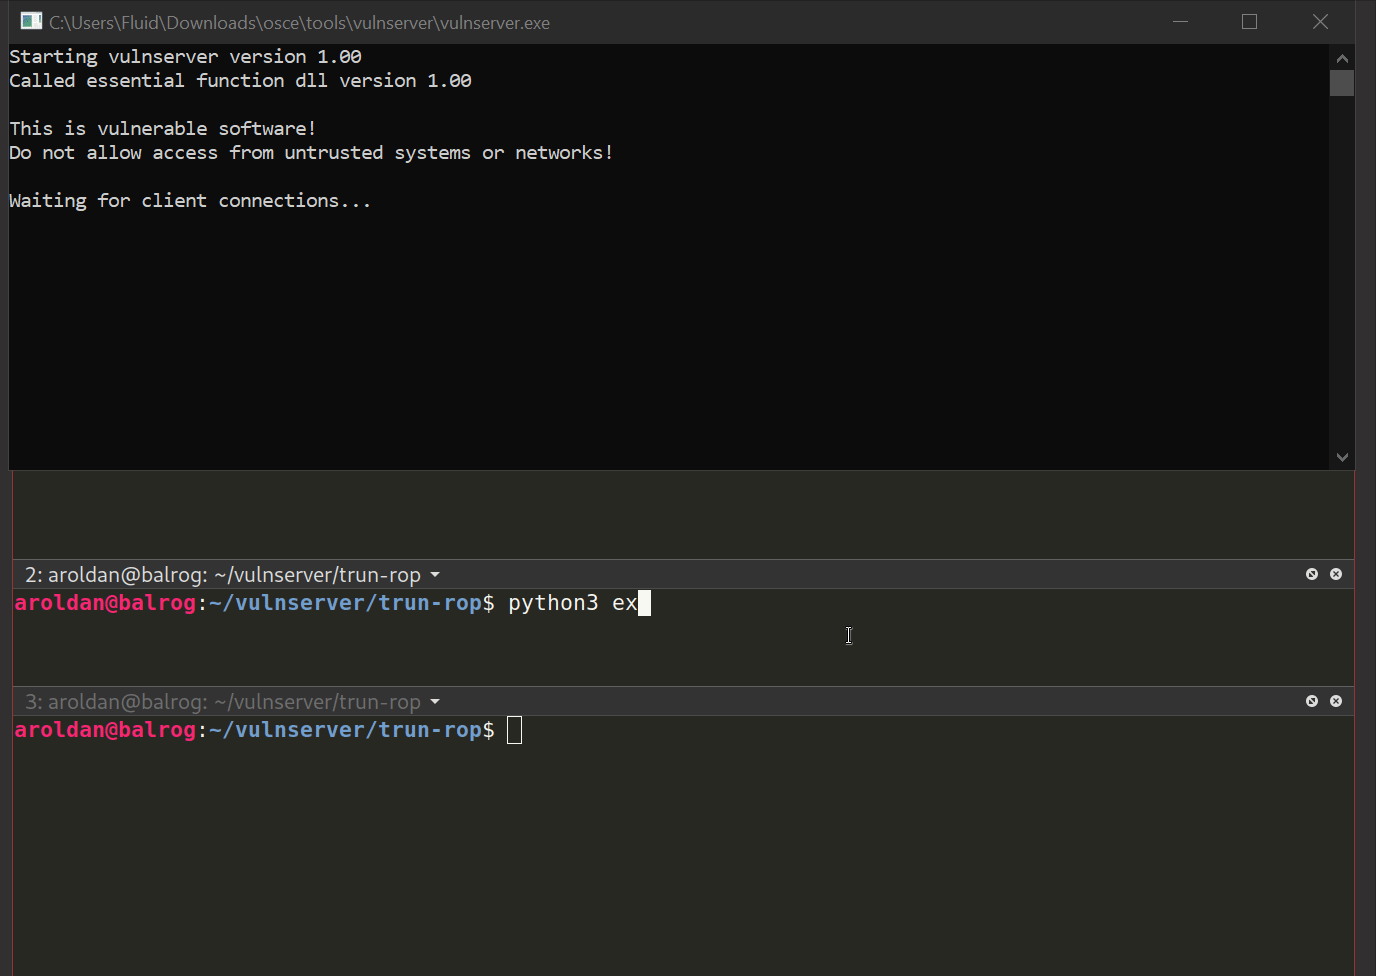 C:\Users\Fluid\Downloads\osce\tools\vulnserver\vulnserver.exe
Starting vulnserver version 1.00
Called essential function dll version 1.00
This is vulnerable software!
Do not allow access from untrusted systems or networks!
Waiting for client connections...
2: aroldan@balrog: ~/vulnserver/trun-rop
aroldan@balrog:~/vulnserver/trun-rop$ python3 ex
3: aroldan@balrog: ~/vulnserver/trun-rop
aroldan@balrog:~/vulnserver/trun-rop$